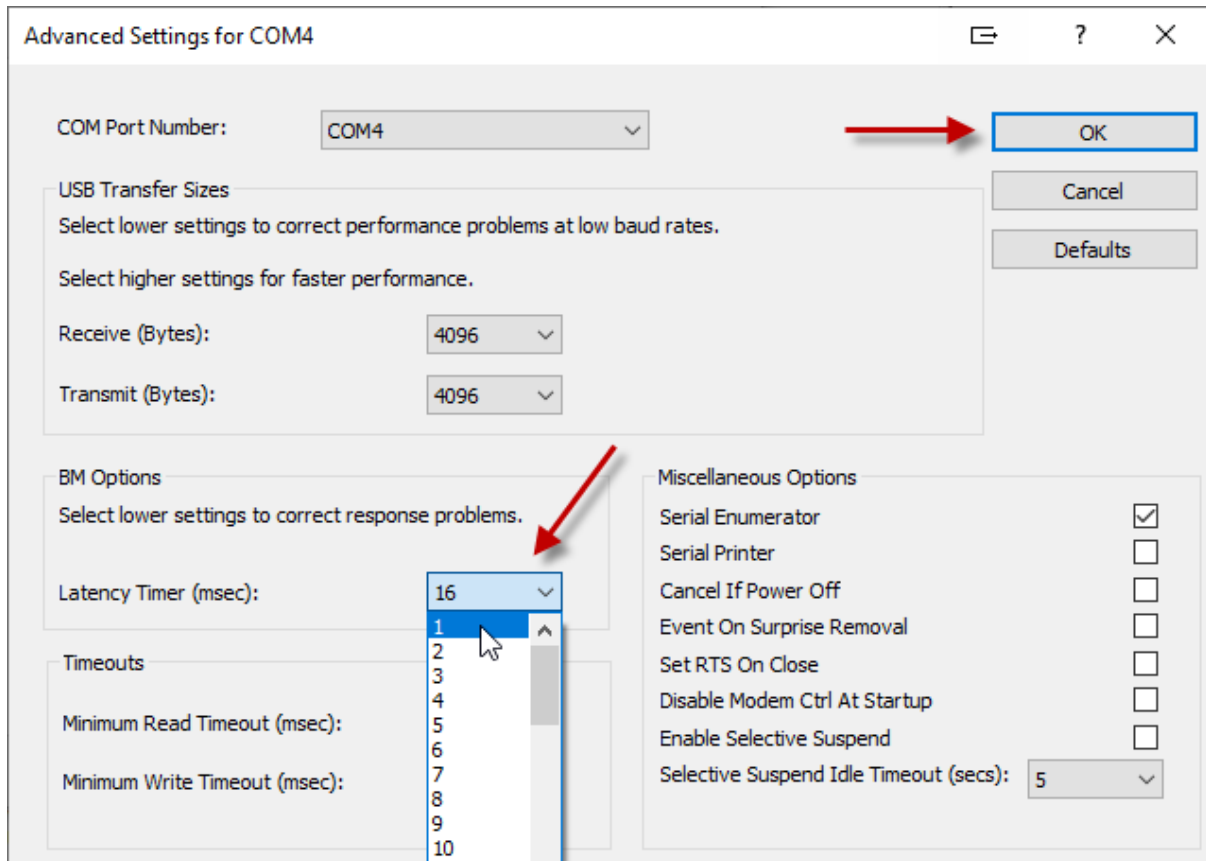 Advanced Settings for COM4
?
COM Port Number:
COM4
OK
Cancel
Defaults
USB Transfer Sizes
Select lower settings to correct performance problems at low baud rates.
Select higher settings for faster performance.
Receive (Bytes):
4096
Transmit (Bytes):
4096
BM Options
Select lower settings to correct response problems.
Latency Timer (msec):
16
1
2
3
4
5
6
7
8
9
10
Timeouts
Minimum Read Timeout (msec):
Minimum Write Timeout (msec):
Miscellaneous Options
Serial Enumerator
Serial Printer
Cancel If Power Off
Event On Surprise Removal
Set RTS On Close
Disable Modem Ctrl At Startup
Enable Selective Suspend
Selective Suspend Idle Timeout (secs):
5